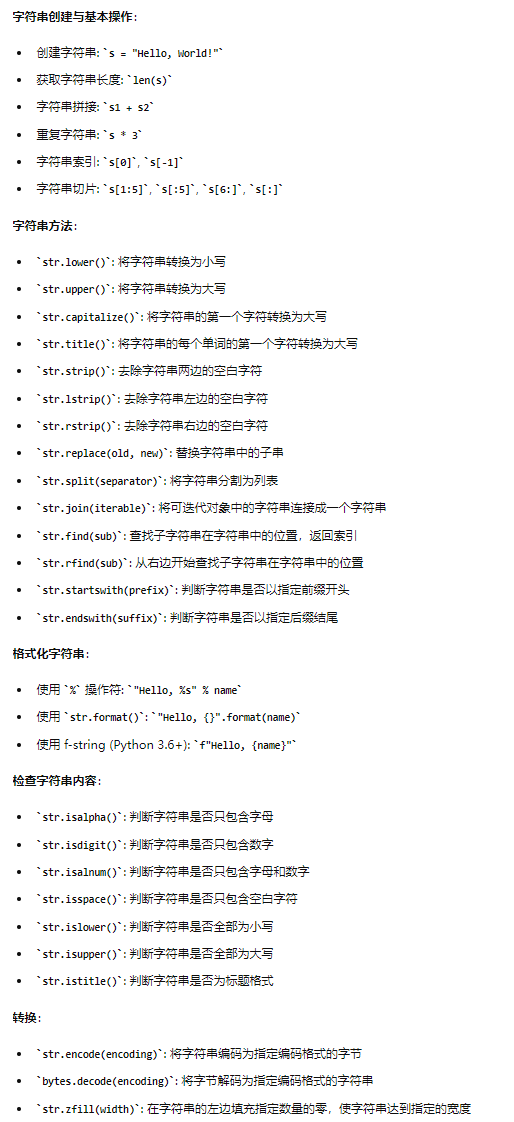 字符串创建与基本操作：
• 创建字符串: `s = "Hello, World!"`
• 获取字符串长度: `len(s)`
• 字符串拼接: `s1 + s2`
• 重复字符串: `s * 3`
• 字符串索引: `s[0]`, `s[-1]`
• 字符串切片: `s[1:5]`, `s[:5]`, `s[6:]`, `s[:]`
字符串方法：
• `str.lower()`: 将字符串转换为小写
• `str.upper()`: 将字符串转换为大写
• `str.capitalize()`: 将字符串的第一个字符转换为大写
• `str.title()`: 将字符串的每个单词的第一个字符转换为大写
• `str.strip()`: 去除字符串两边的空白字符
• `str.lstrip()`: 去除字符串左边的空白字符
• `str.rstrip()`: 去除字符串右边的空白字符
• `str.replace(old, new)`: 替换字符串中的子串
• `str.split(separator)`: 将字符串分割为列表
• `str.join(iterable)`: 将可迭代对象中的字符串连接成一个字符串
• `str.find(sub)`: 查找子字符串在字符串中的位置，返回索引
• `str.rfind(sub)`: 从右边开始查找子字符串在字符串中的位置
• `str.startswith(prefix)`: 判断字符串是否以指定前缀开头
• `str.endswith(suffix)`: 判断字符串是否以指定后缀结尾
格式化字符串：
• 使用 `%` 操作符: `"Hello, %s" % name`
• 使用 `str.format()`: `"Hello, {}".format(name)`
• 使用 f-string (Python 3.6+): `f"Hello, {name}"`
检查字符串内容：
• `str.isalpha()`: 判断字符串是否只包含字母
• `str.isdigit()`: 判断字符串是否只包含数字
• `str.isalnum()`: 判断字符串是否只包含字母和数字
• `str.isspace()`: 判断字符串是否只包含空白字符
• `str.islower()`: 判断字符串是否全部为小写
• `str.isupper()`: 判断字符串是否全部为大写
• `str.istitle()`: 判断字符串是否为标题格式
转换：
• `str.encode(encoding)`: 将字符串编码为指定编码格式的字节
• `bytes.decode(encoding)`: 将字节解码为指定编码格式的字符串
• `str.zfill(width)`: 在字符串的左边填充指定数量的零，使字符串达到指定的宽度